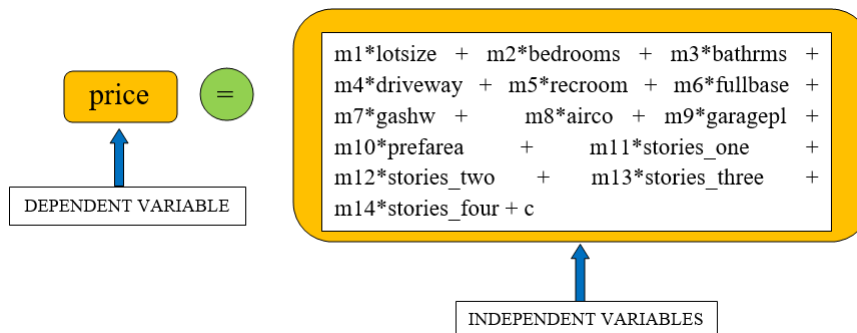 price
=
m1*lotsize + m2*bedrooms + m3*bathrms +
m4*driveway + m5*recroom + m6*fullbase +
m7*gashw + m8*airco + m9*garagepl +
m10*prefarea + m11*stories_one +
m12*stories_two + m13*stories_three +
m14*stories_four + c
DEPENDENT VARIABLE
INDEPENDENT VARIABLES